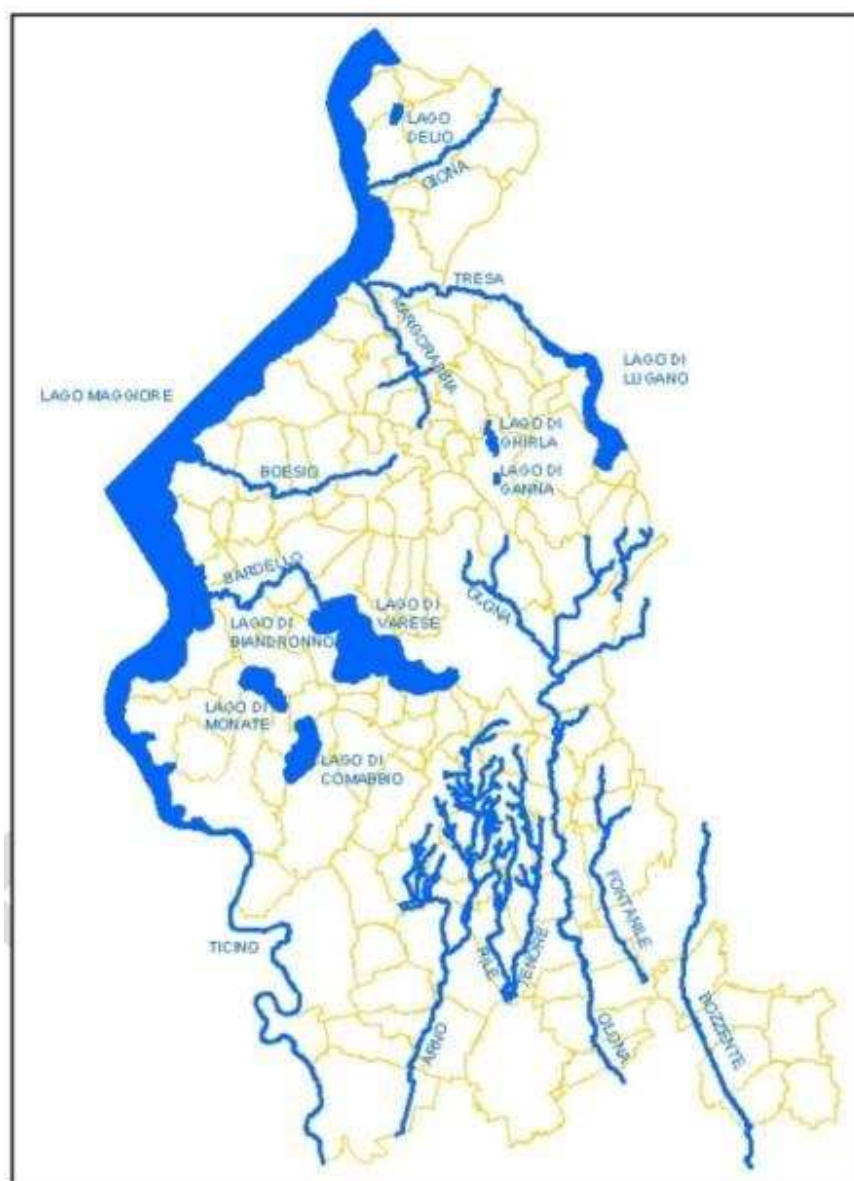 LAGO
DELIO
GIONA
TRESA
MARGORABBIA
LAGO DI
LUGANO
LAGO MAGGIORE
LAGO DI
GHIRLA
BOESIO
LAGO DI
GANNA
BARDELLO
OLONA
LAGO DI
VARESE
LAGO DI
BIANDRONNO
LAGO DI
MONATE
LAGO DI
COMABBIO
FONTANILE
TICINO
RILE
TENORE
ARNO
OLONA
BOZZENTE